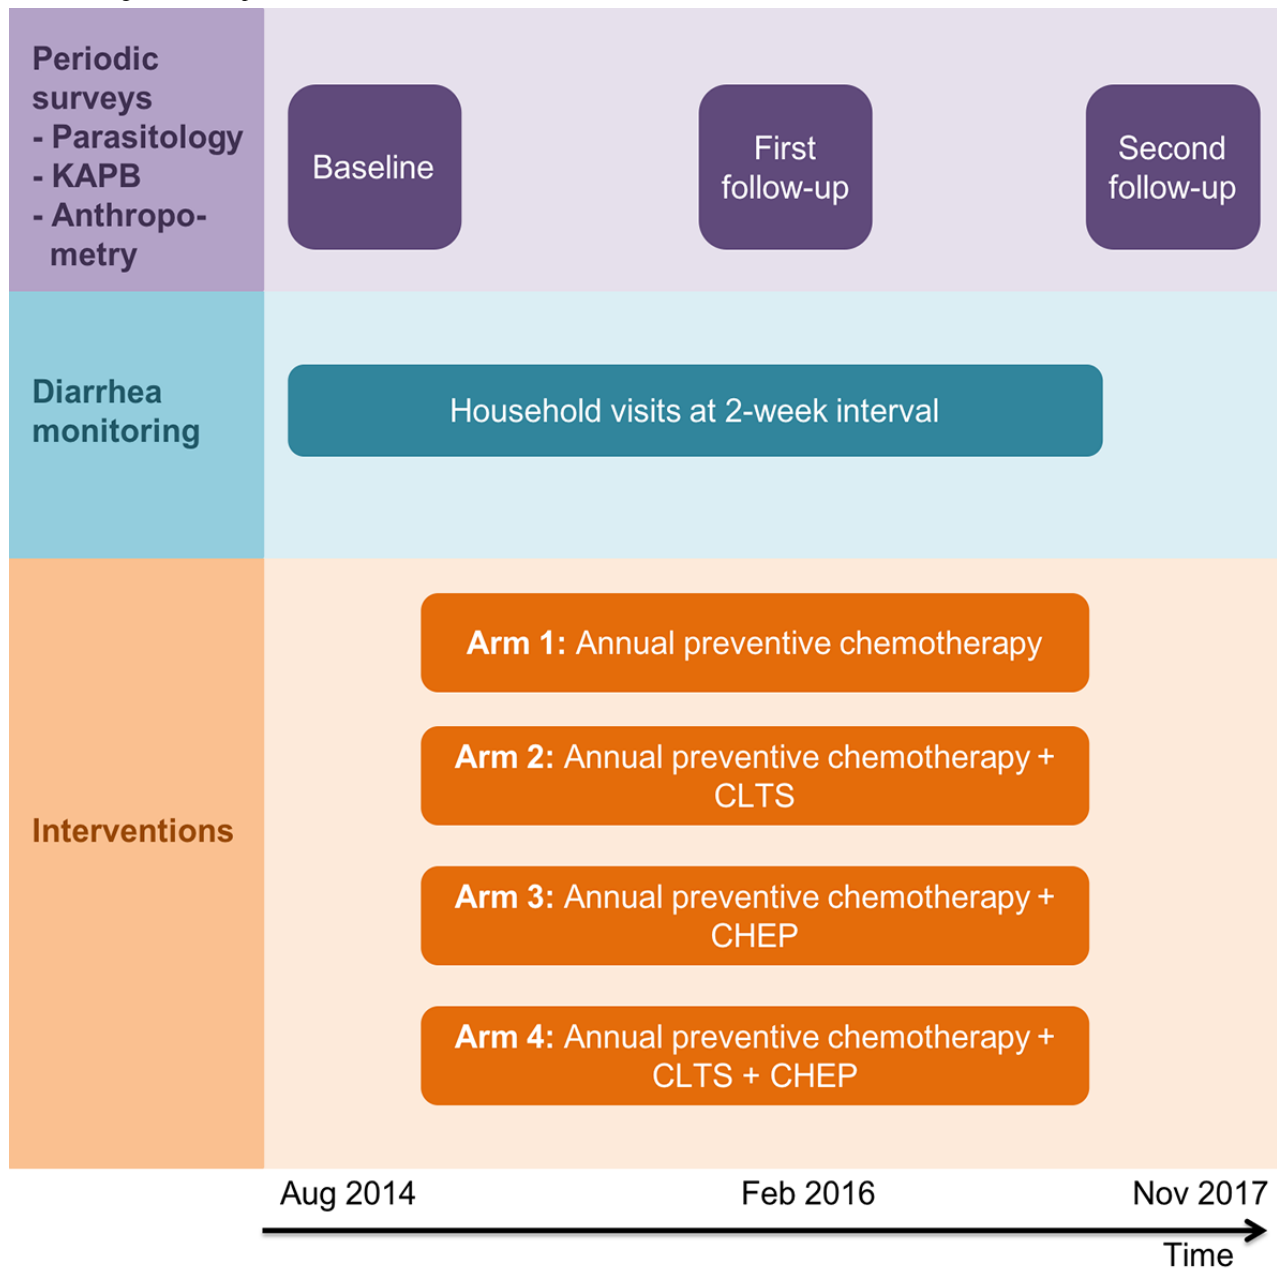 Periodic
surveys
- Parasitology
- KAPB
- Anthropo-
metry
Baseline
First
follow-up
Second
follow-up
Diarrhea
monitoring
Household visits at 2-week interval
Interventions
Arm 1: Annual preventive chemotherapy
Arm 2: Annual preventive chemotherapy +
CLTS
Arm 3: Annual preventive chemotherapy +
CHEP
Arm 4: Annual preventive chemotherapy +
CLTS + CHEP
Aug 2014
Feb 2016
Nov 2017
Time